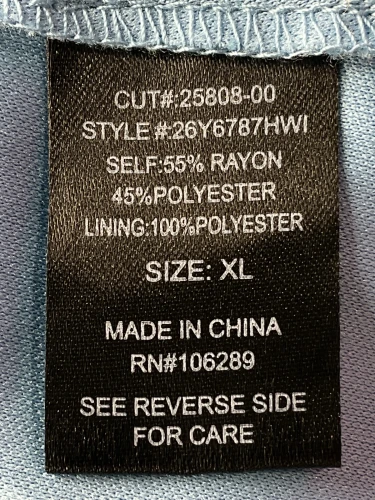 CUT#:25808-00
STYLE #:26Y6787HWI
SELF:55% RAYON
45%POLYESTER
LINING:100%POLYESTER
SIZE: XL
MADE IN CHINA
RN#106289
SEE REVERSE SIDE
FOR CARE